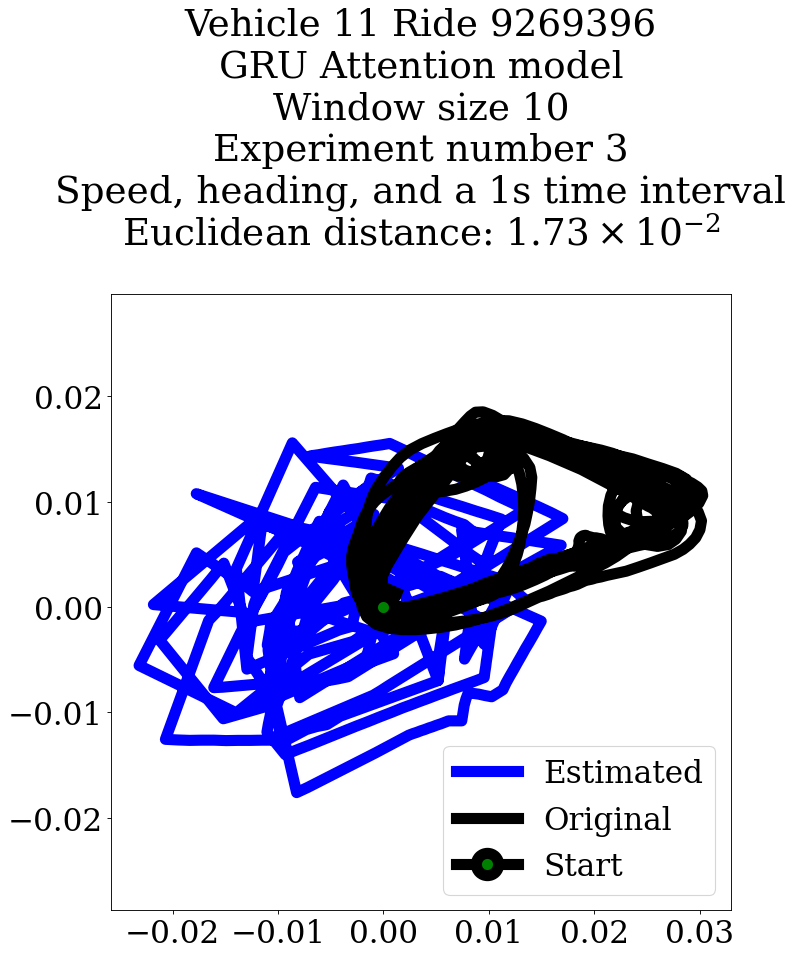 Vehicle 11 Ride 9269396
GRU Attention model
Window size 10
Experiment number 3
Speed, heading, and a 1s time interval
Euclidean distance: 1.73 × 10⁻²
0.02
0.01
0.00
−0.01
−0.02
Estimated
Original
Start
−0.02 −0.01 0.00 0.01 0.02 0.03